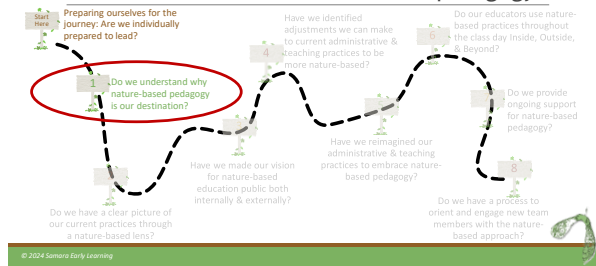 Start
Here
Preparing ourselves for the
journey: Are we individually
prepared to lead?
1
Do we understand why
nature-based pedagogy
is our destination?
Do we have a clear picture of
our current practices through
a nature-based lens?
Have we made our vision
for nature-based
education public both
internally & externally?
4
Have we identified
adjustments we can make
to current administrative &
teaching practices to be
more nature-based?
Have we reimagined our
administrative & teaching
practices to embrace nature-
based pedagogy?
6
Do our educators use nature-
based practices throughout
the class day Inside, Outside,
& Beyond?
Do we provide
ongoing support
for nature-based
pedagogy?
8
Do we have a process to
orient and engage new team
members with the nature-
based approach?
© 2024 Samara Early Learning